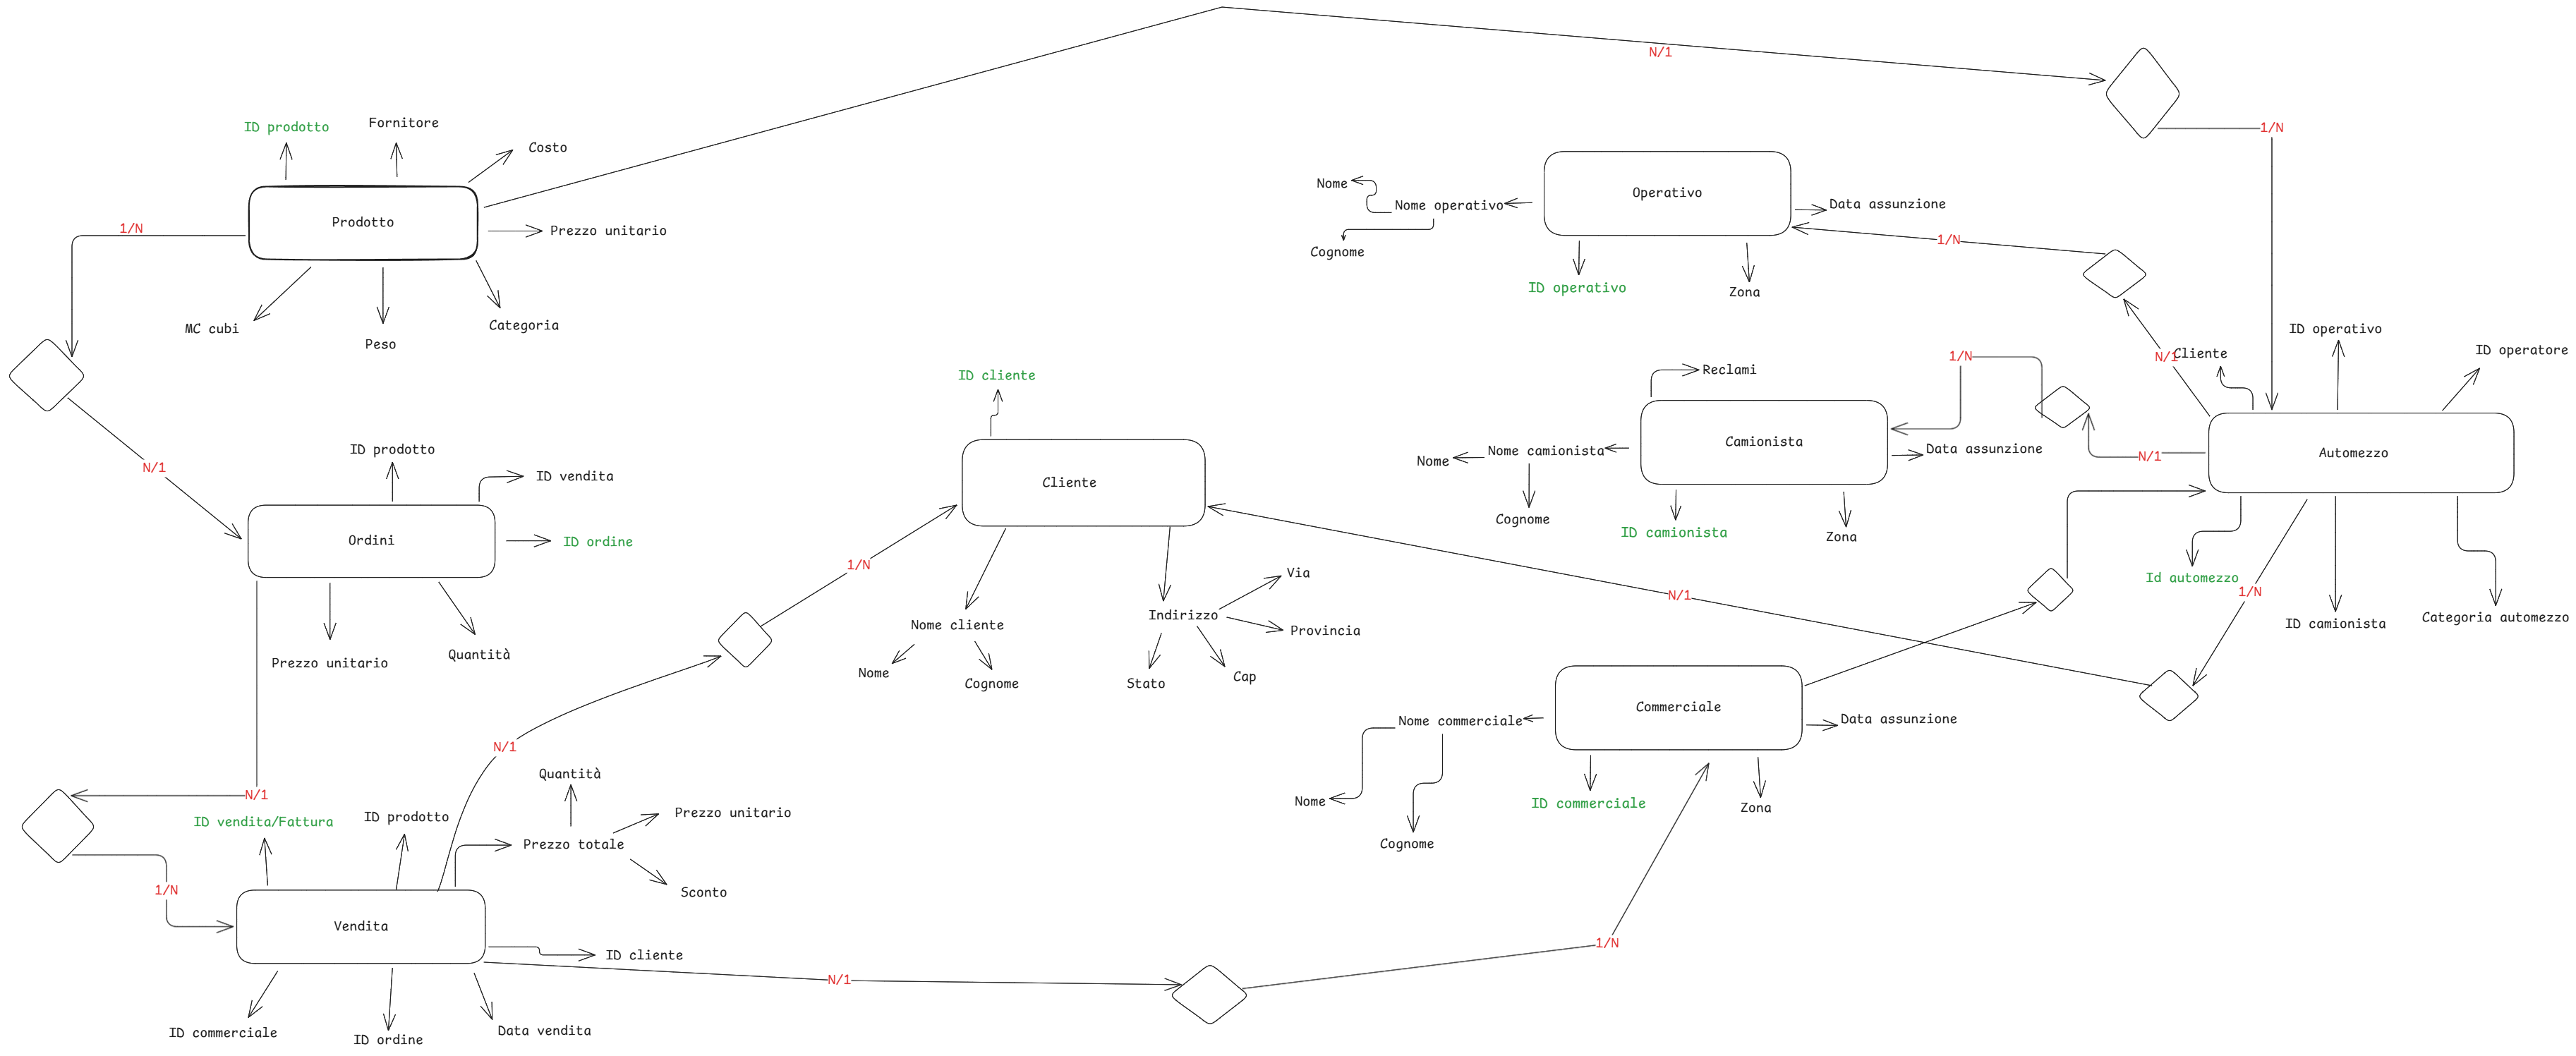 N/1
ID prodotto
Fornitore
Costo
Prodotto
Prezzo unitario
1/N
MC cubi
Peso
Categoria
1/N
Operativo
Nome
Nome operativo
Cognome
Data assunzione
ID operativo
Zona
1/N
N/1
Cliente
ID operativo
ID operatore
Automezzo
Id automezzo
1/N
ID camionista
Categoria automezzo
1/N
N/1
Reclami
Camionista
Nome
Nome camionista
Cognome
Data assunzione
ID camionista
Zona
ID cliente
Cliente
Nome cliente
Nome
Cognome
Indirizzo
Via
Provincia
Cap
Stato
N/1
1/N
N/1
ID prodotto
ID vendita
Ordini
ID ordine
Prezzo unitario
Quantità
N/1
N/1
Commerciale
Nome commerciale
Nome
Cognome
Data assunzione
ID commerciale
Zona
Quantità
Prezzo unitario
Prezzo totale
Sconto
ID vendita/Fattura
ID prodotto
1/N
Vendita
ID cliente
ID commerciale
ID ordine
Data vendita
N/1
1/N